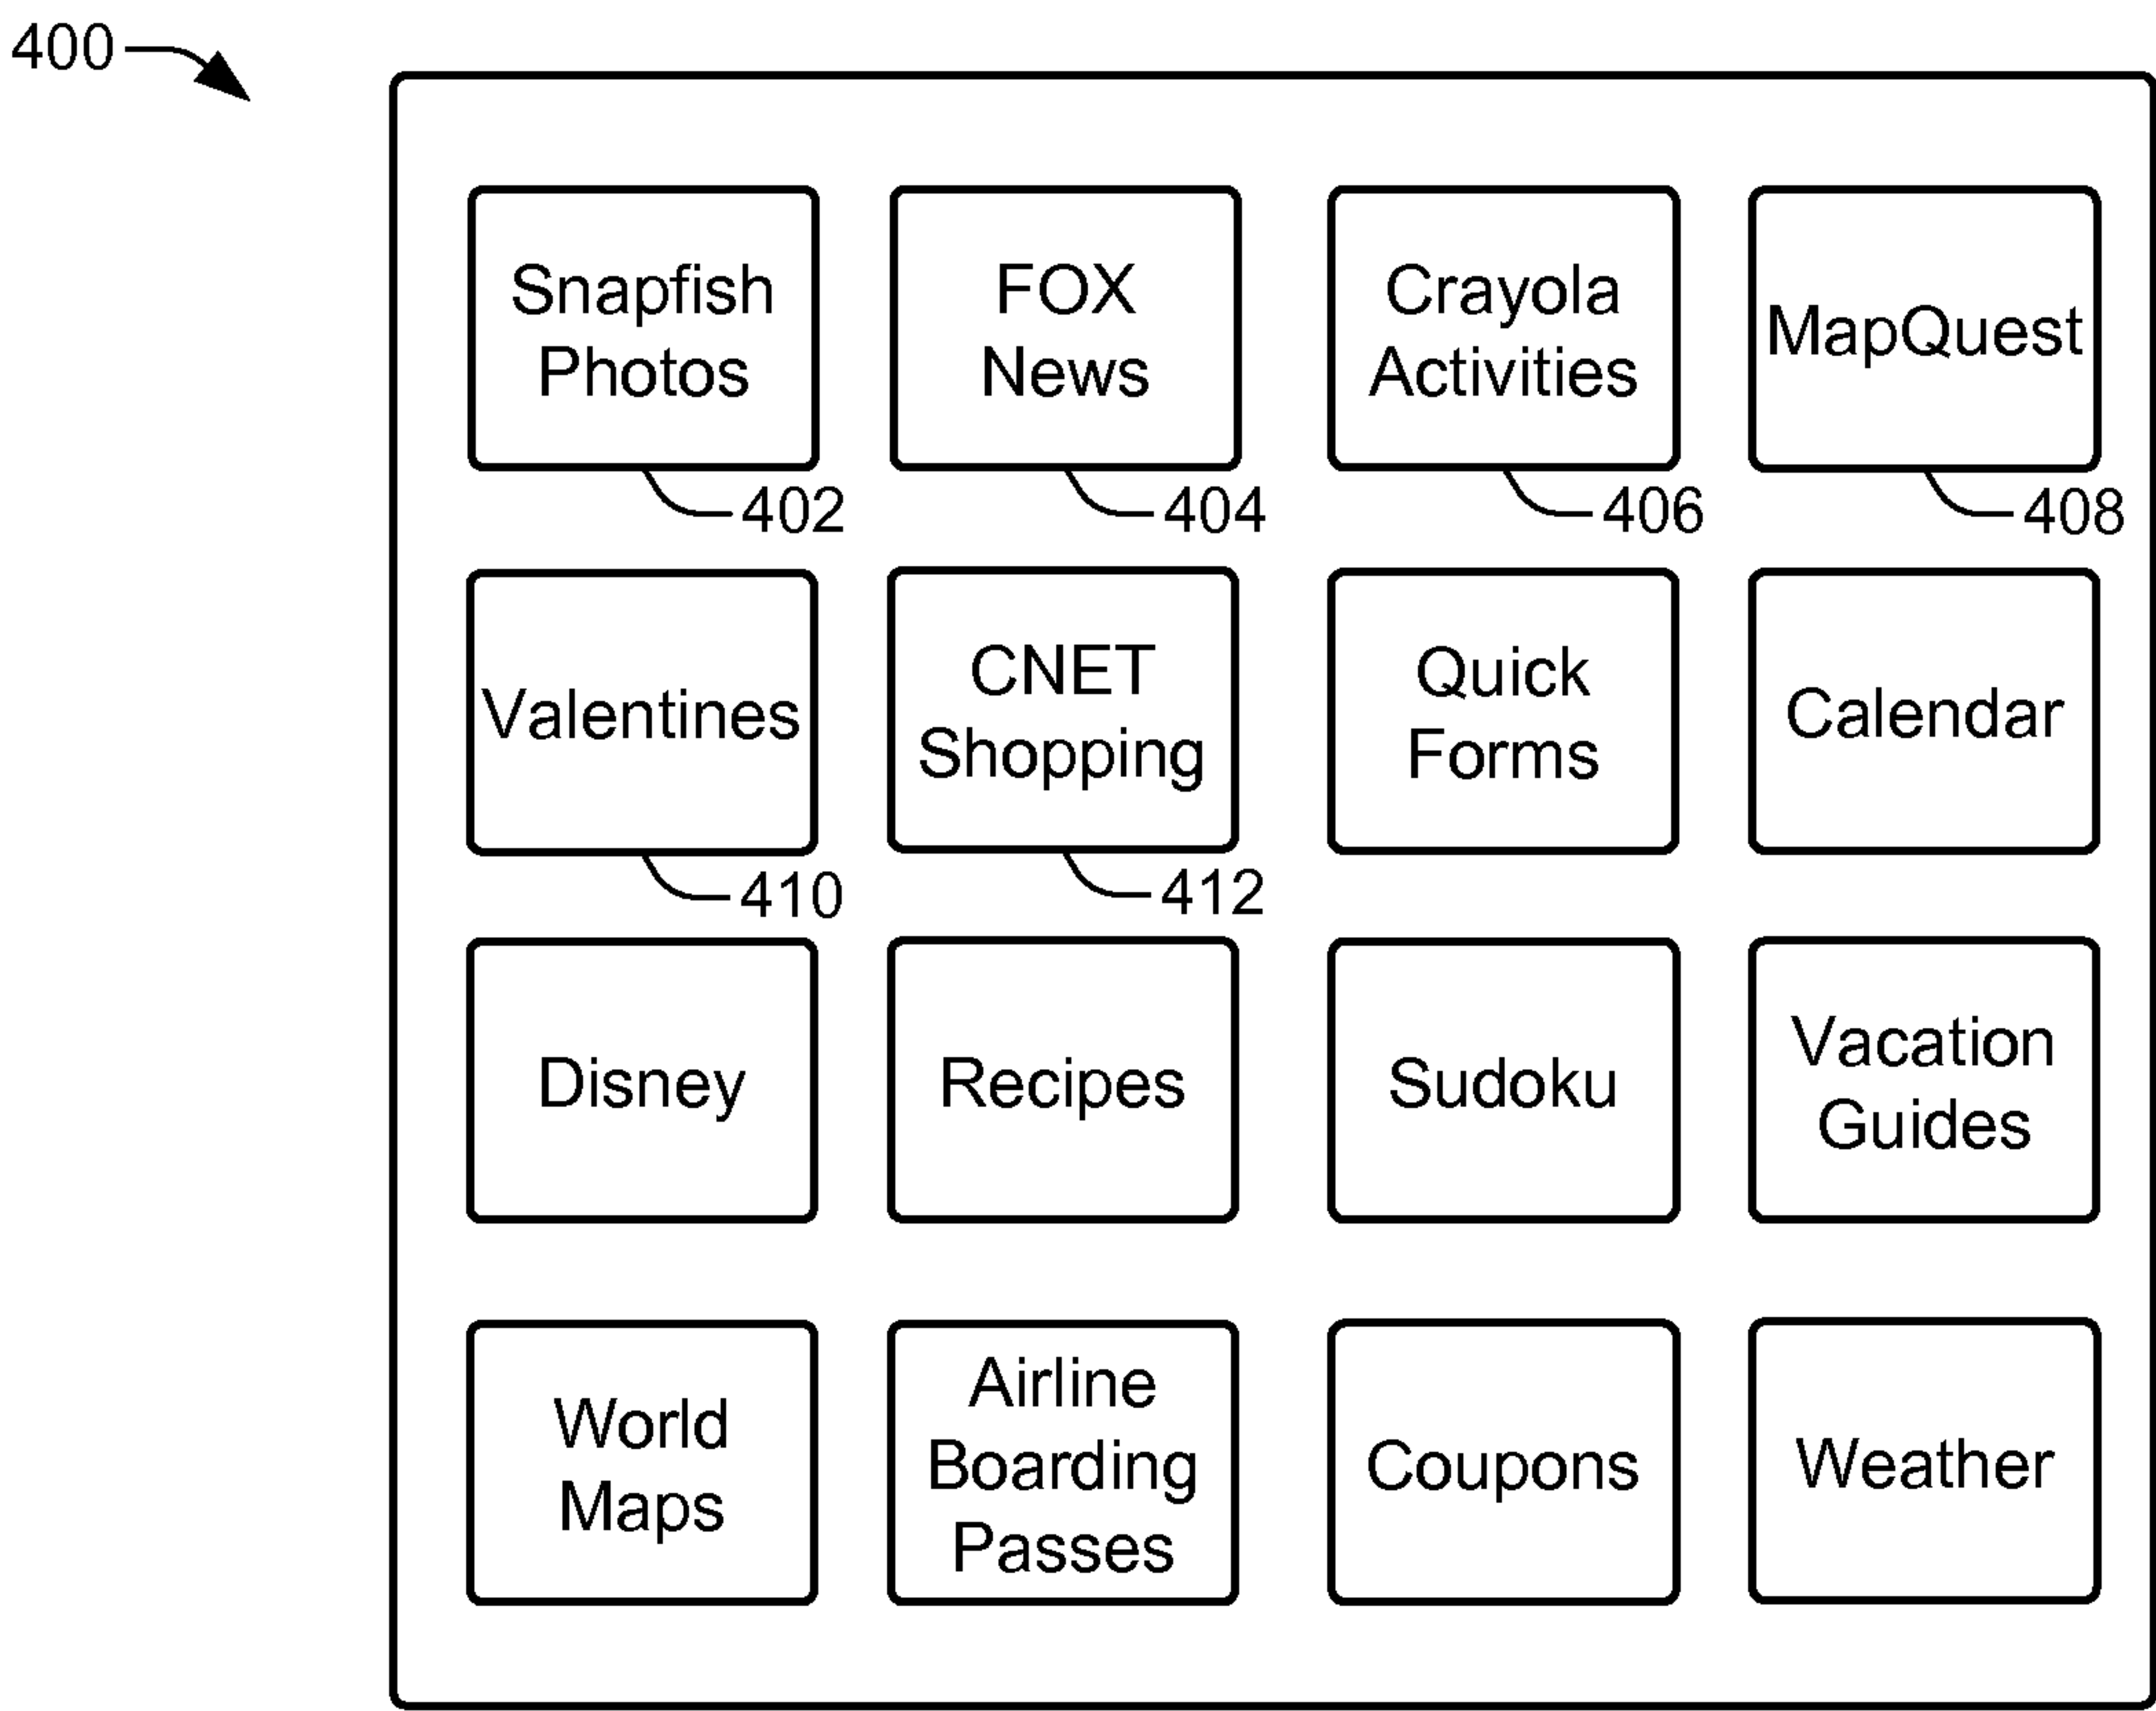 400
Snapfish
Photos
FOX
News
Crayola
Activities
MapQuest
402
404
406
408
Valentines
CNET
Shopping
Quick
Forms
Calendar
410
412
Disney
Recipes
Sudoku
Vacation
Guides
World
Maps
Airline
Boarding
Passes
Coupons
Weather